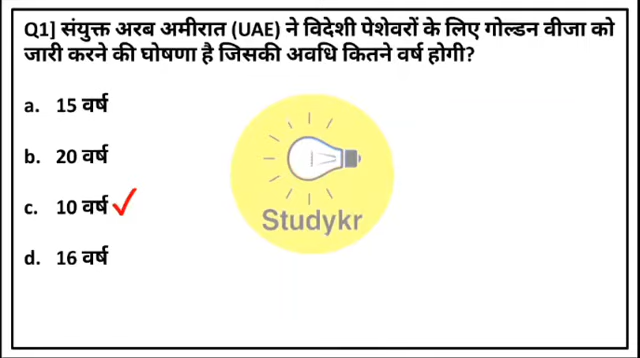 Q1] संयुक्त अरब अमीरात (UAE) ने विदेशी पेशेवरों के लिए गोल्डन वीजा को
जारी करने की घोषणा है जिसकी अवधि कितने वर्ष होगी?
a. 15 वर्ष
b. 20 वर्ष
c. 10 वर्ष
d. 16 वर्ष
Studykr